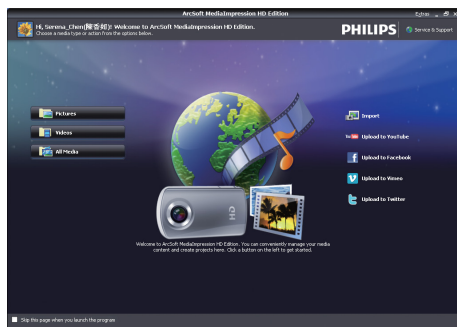 ArcSoft MediaImpression HD Edition
Extras
Hi, Serena_Chen(陳香如)! Welcome to ArcSoft MediaImpression HD Edition.
Choose a media type or action from the options below.
PHILIPS
Service & Support
Pictures
Videos
All Media
Import
Upload to YouTube
Upload to Facebook
Upload to Vimeo
Upload to Twitter
HD
Welcome to ArcSoft MediaImpression HD Edition. You can conveniently manage your media
content and create projects here. Click a button on the left to get started.
Skip this page when you launch the program